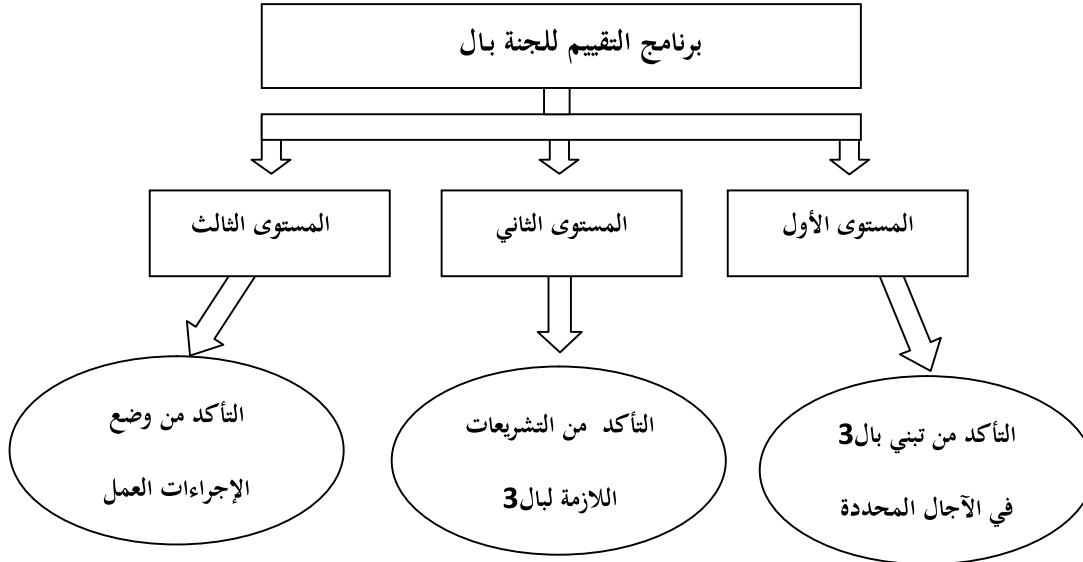 برنامج التقييم للجنة بال
المستوى الأول
المستوى الثاني
المستوى الثالث
التأكد من تبني بال3
في الآجال المحددة
التأكد من التشريعات
اللازمة لبال3
التأكد من وضع
الإجراءات العمل